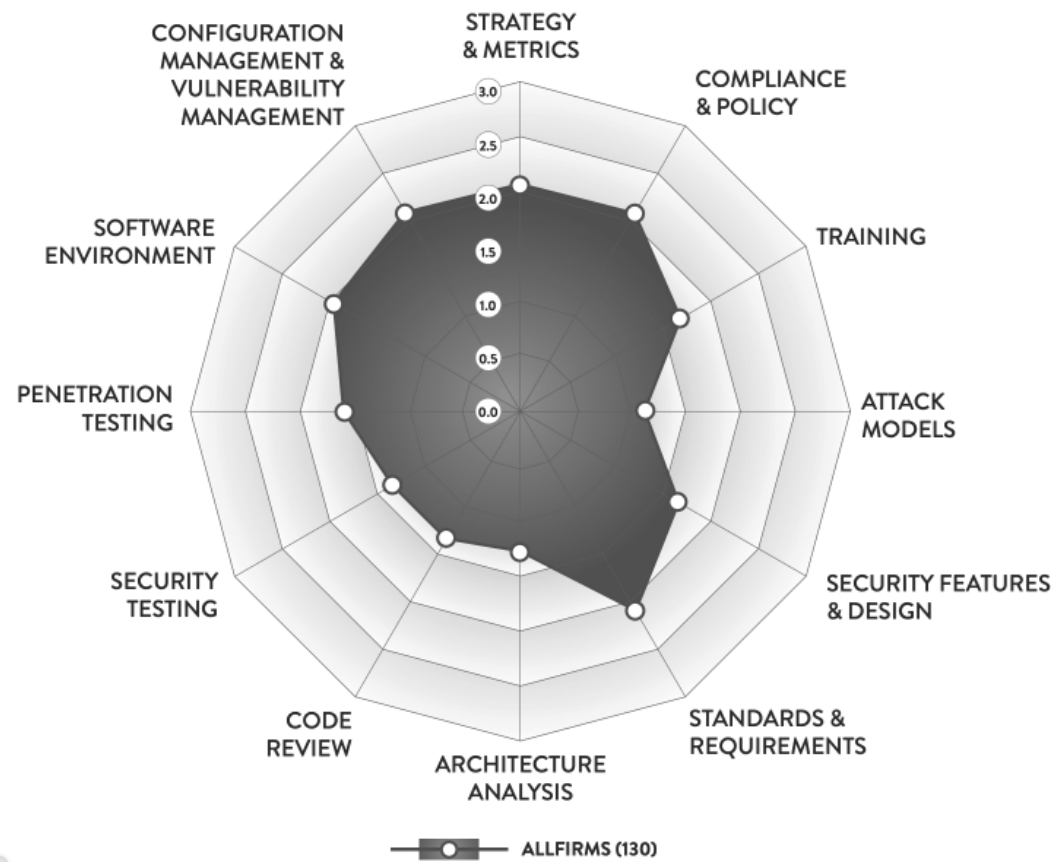 STRATEGY
& METRICS
COMPLIANCE
& POLICY
TRAINING
ATTACK
MODELS
SECURITY FEATURES
& DESIGN
STANDARDS &
REQUIREMENTS
ARCHITECTURE
ANALYSIS
CODE
REVIEW
SECURITY
TESTING
PENETRATION
TESTING
SOFTWARE
ENVIRONMENT
CONFIGURATION
MANAGEMENT &
VULNERABILITY
MANAGEMENT
3.0
2.5
2.0
1.5
1.0
0.5
0.0
ALLFIRMS (130)